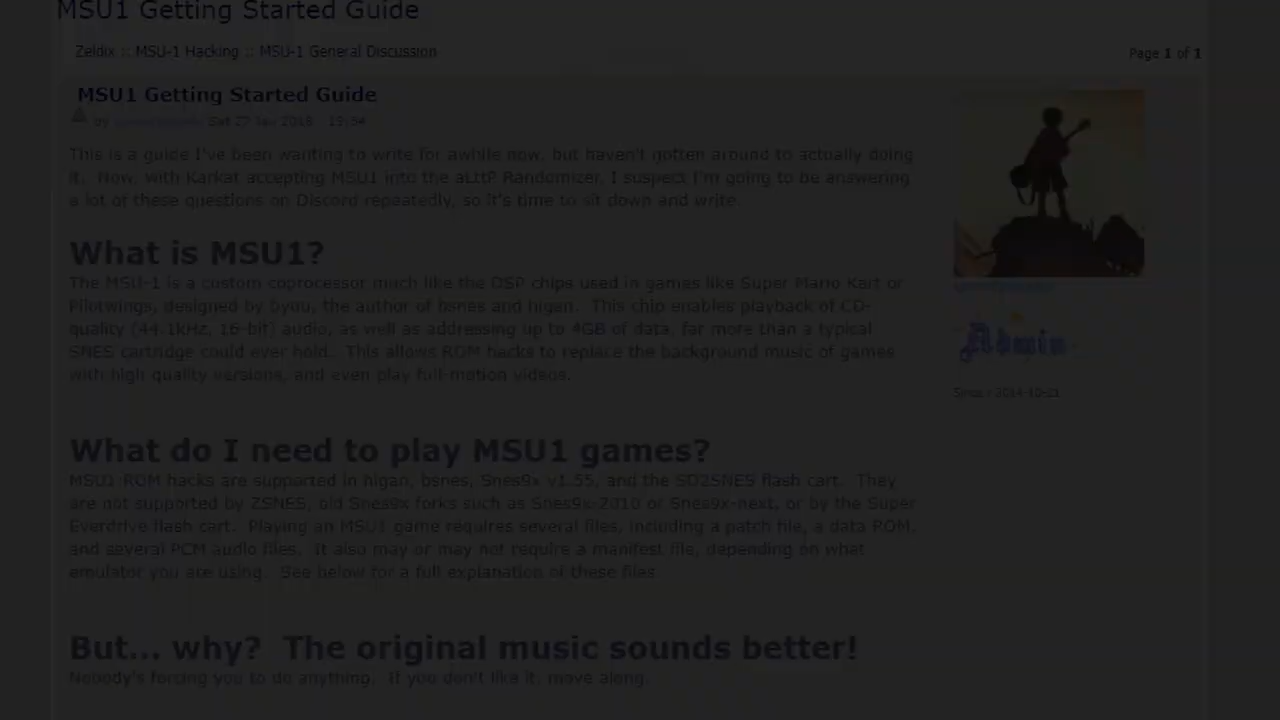 MSU1 Getting Started Guide
Zeldix :: MSU-1 Hacking :: MSU-1 General Discussion
Page 1 of 1
MSU1 Getting Started Guide
by Sat 27 Jan 2018 - 19:54
This is a guide I've been wanting to write for awhile now, but haven't gotten around to actually doing
it. Now, with Karkat accepting MSU1 into the aLttP Randomizer, I suspect I'm going to be answering
a lot of these questions on Discord repeatedly, so it's time to sit down and write.
What is MSU1?
The MSU-1 is a custom coprocessor much like the DSP chips used in games like Super Mario Kart or
Pilotwings, designed by byuu, the author of bsnes and higan. This chip enables playback of CD-
quality (44.1kHz, 16-bit) audio, as well as addressing up to 4GB of data, far more than a typical
SNES cartridge could ever hold. This allows ROM hacks to replace the background music of games
with high quality versions, and even play full-motion videos.
Admin
Since : 2014-10-21
What do I need to play MSU1 games?
MSU1 ROM hacks are supported in higan, bsnes, Snes9x v1.55, and the SD2SNES flash cart. They
are not supported by ZSNES, old Snes9x forks such as Snes9x-2010 or Snes9x-next, or by the Super
Everdrive flash cart. Playing an MSU1 game requires several files, including a patch file, a data ROM,
and several PCM audio files. It also may or may not require a manifest file, depending on what
emulator you are using. See below for a full explanation of these files.
But... why? The original music sounds better!
Nobody's forcing you to do anything. If you don't like it, move along.